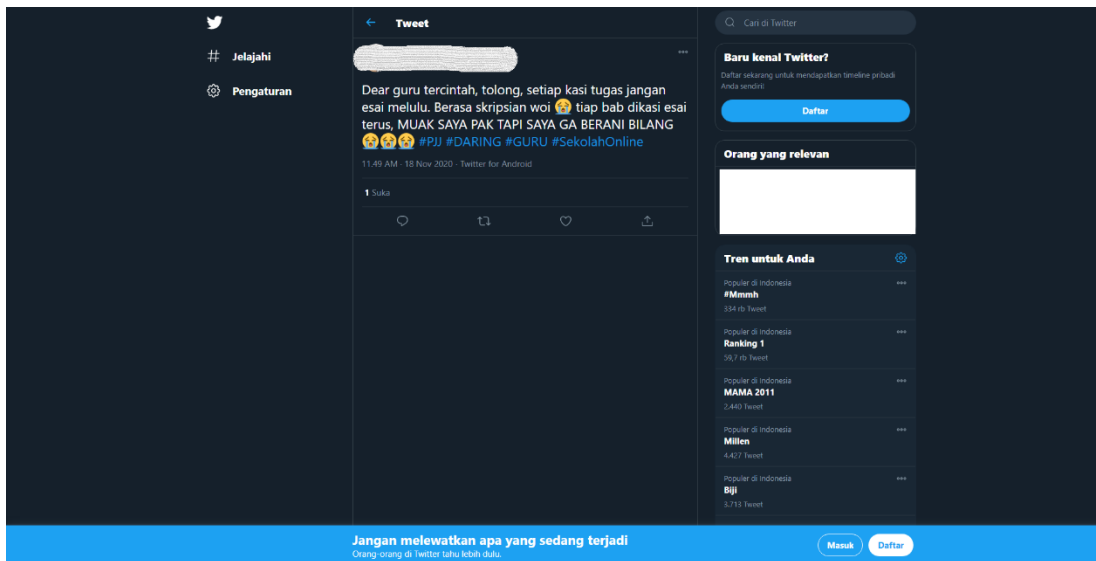 Jelajahi
Pengaturan
Tweet
Dear guru tercintah, tolong, setiap kasi tugas jangan
esai melulu. Berasa skripsian woi 😭 tiap bab dikasi esai
terus, MUAK SAYA PAK TAPI SAYA GA BERANI BILANG
😭😭😭 #PJJ #DARING #GURU #SekolahOnline
11.49 AM · 18 Nov 2020 · Twitter for Android
1 Suka
Cari di Twitter
Baru kenal Twitter?
Daftar sekarang untuk mendapatkan timeline pribadi
Anda sendiri!
Daftar
Orang yang relevan
Tren untuk Anda
Populer di Indonesia
#Mmmh
334 rb Tweet
Populer di Indonesia
Ranking 1
59,7 rb Tweet
Populer di Indonesia
MAMA 2011
2.440 Tweet
Populer di Indonesia
Millen
4.427 Tweet
Populer di Indonesia
Biji
3.713 Tweet
Jangan melewatkan apa yang sedang terjadi
Orang-orang di Twitter tahu lebih dulu.
Masuk
Daftar